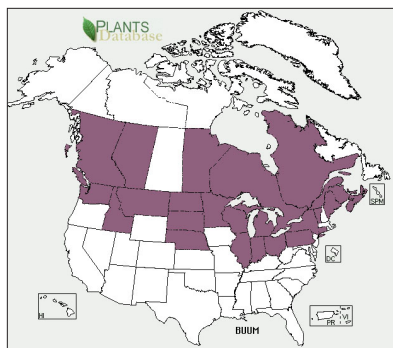 PLANTS
Database
SPM
DC
HI
PR
VI
BUUM